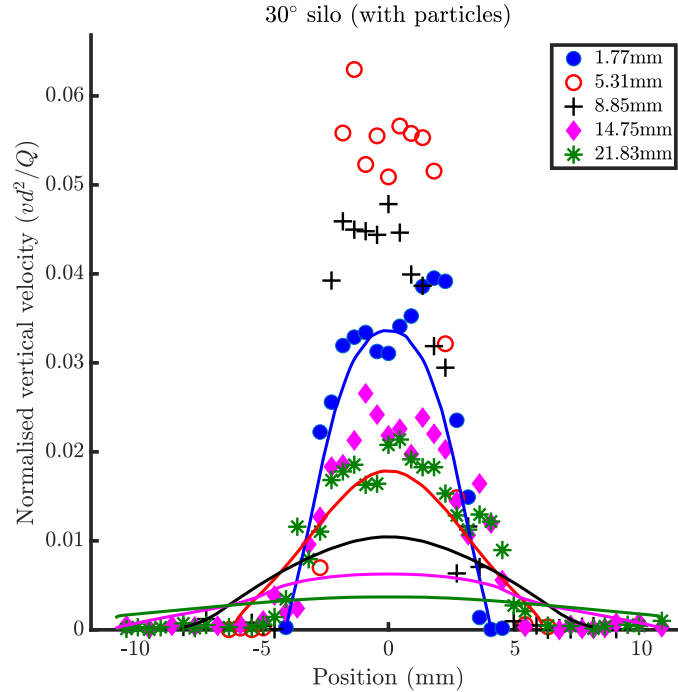 30° silo (with particles)
1.77mm
5.31mm
8.85mm
14.75mm
21.83mm
Normalised vertical velocity (vd²/Q)
0.06
0.05
0.04
0.03
0.02
0.01
0
-10
-5
0
5
10
Position (mm)